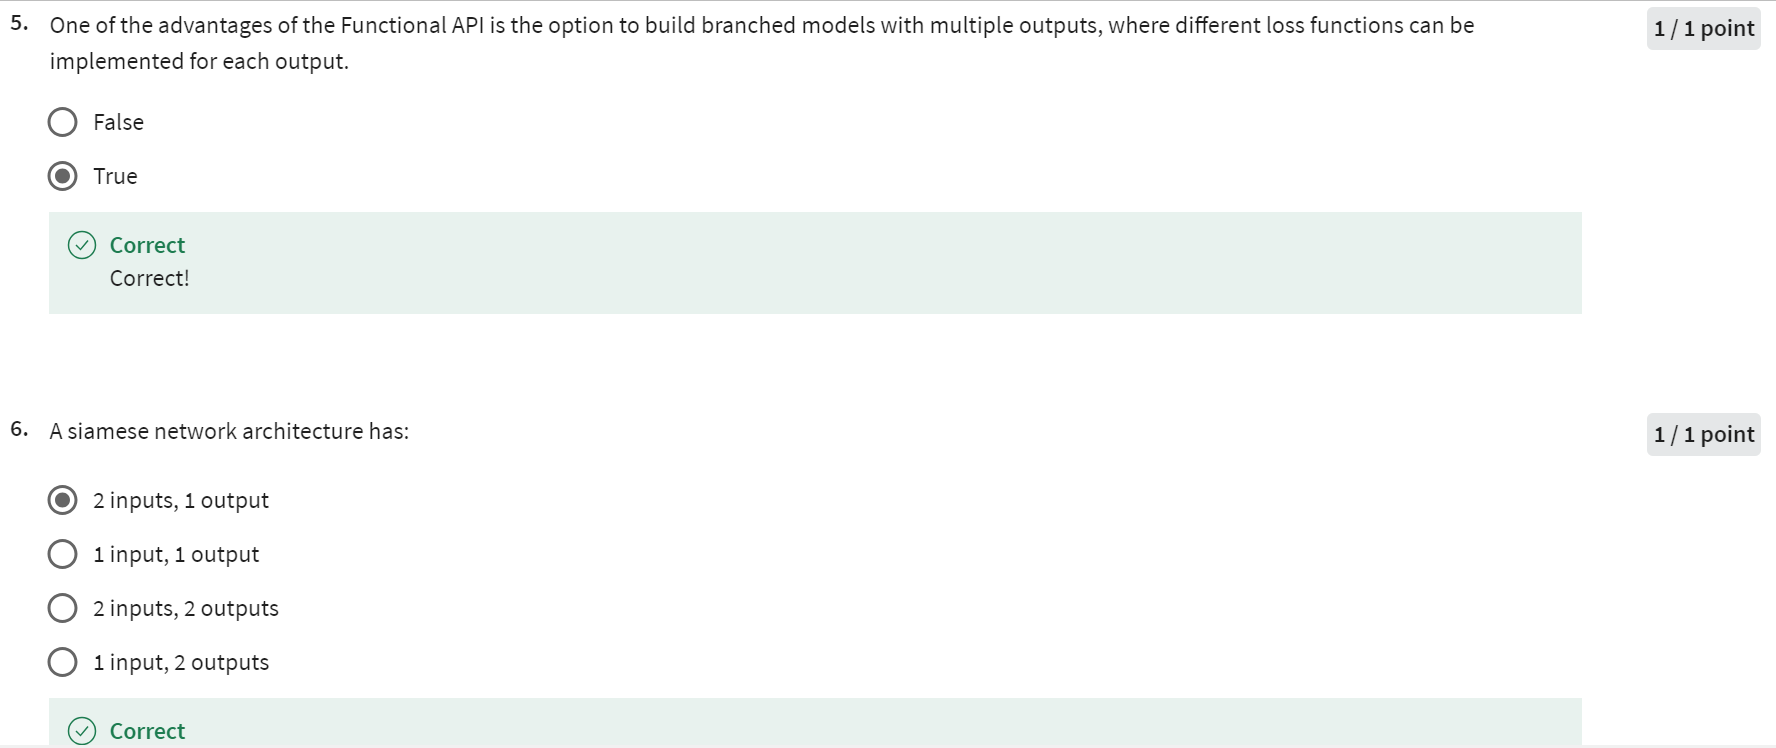 5. One of the advantages of the Functional API is the option to build branched models with multiple outputs, where different loss functions can be
implemented for each output.
1 / 1 point
False
True
Correct
Correct!
6. A siamese network architecture has:
1 / 1 point
2 inputs, 1 output
1 input, 1 output
2 inputs, 2 outputs
1 input, 2 outputs
Correct